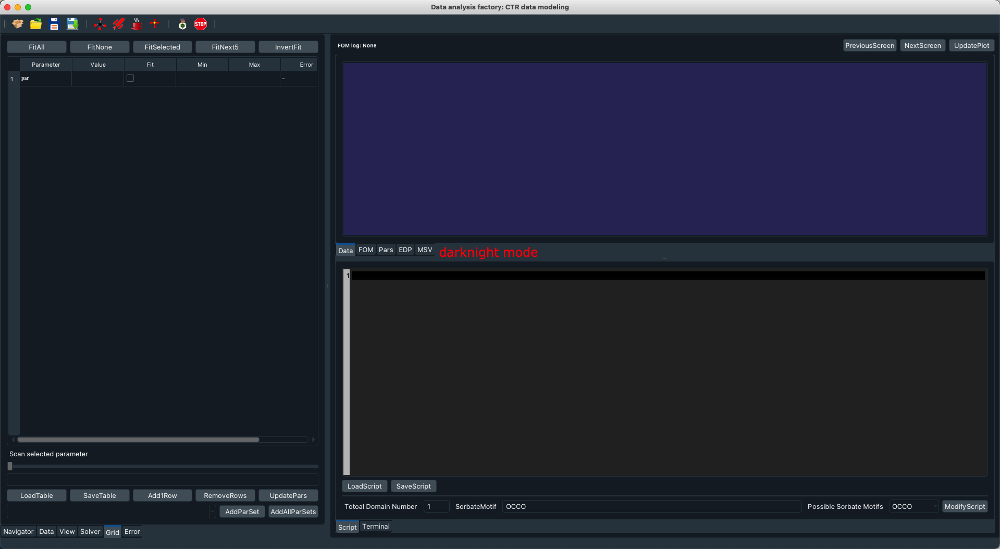 Data analysis factory: CTR data modeling
STOP
FitAll FitNone FitSelected FitNext5 InvertFit
Parameter Value Fit Min Max Error
1 par -
Scan selected parameter
LoadTable SaveTable Add1Row RemoveRows UpdatePars
AddParSet AddAllParSets
Navigator Data View Solver Grid Error
FOM log: None PreviousScreen NextScreen UpdatePlot
Data FOM Pars EDP MSV darknight mode
1
LoadScript SaveScript
Totoal Domain Number 1 SorbateMotif OCCO Possible Sorbate Motifs OCCO ModifyScript
Script Terminal